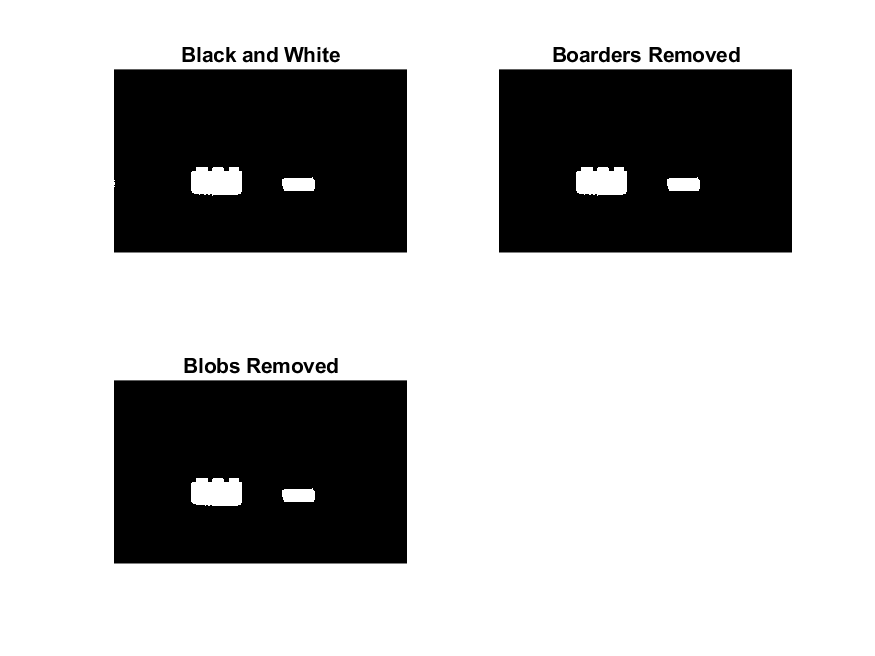 Black and White
Boarders Removed
Blobs Removed